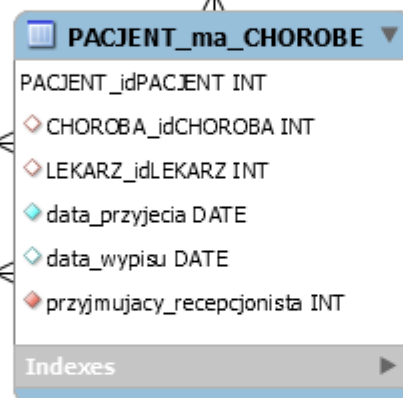 PACJENT_ma_CHOROBE
PACJENT_idPACJENT INT
CHOROBA_idCHOROBA INT
LEKARZ_idLEKARZ INT
data_przyjecia DATE
data_wypisu DATE
przyjmujacy_recepcjonista INT
Indexes